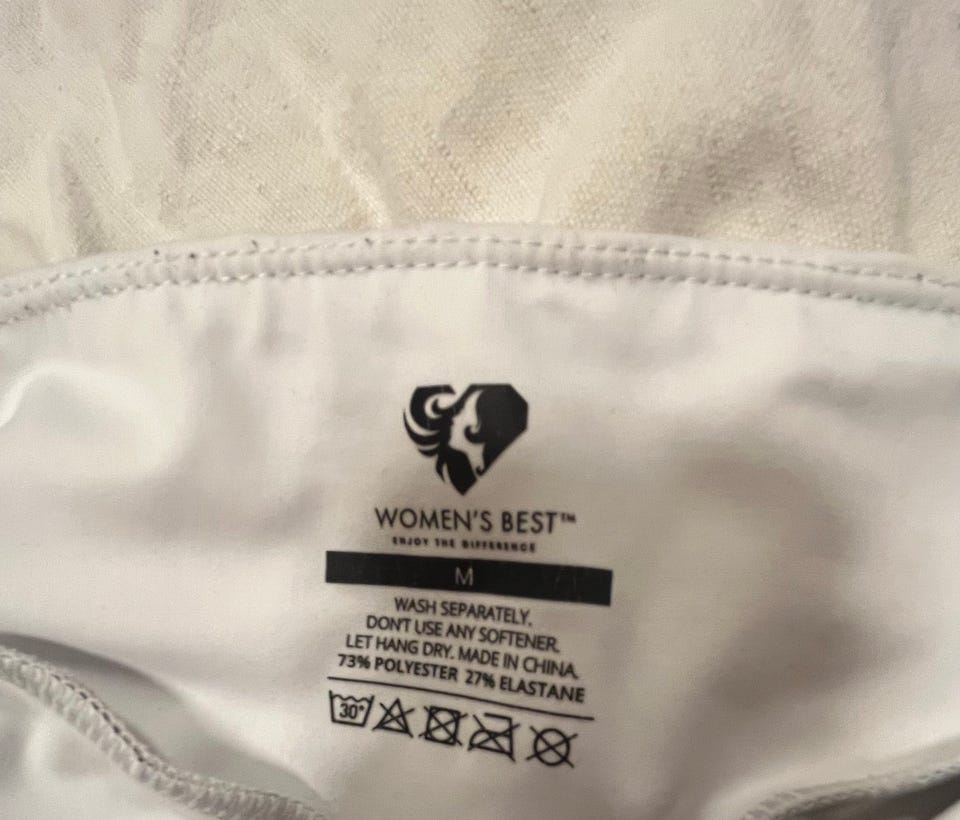 WOMEN'S BEST™
ENJOY THE DIFFERENCE
M
WASH SEPARATELY.
DON'T USE ANY SOFTENER.
LET HANG DRY. MADE IN CHINA.
73% POLYESTER 27% ELASTANE
30°